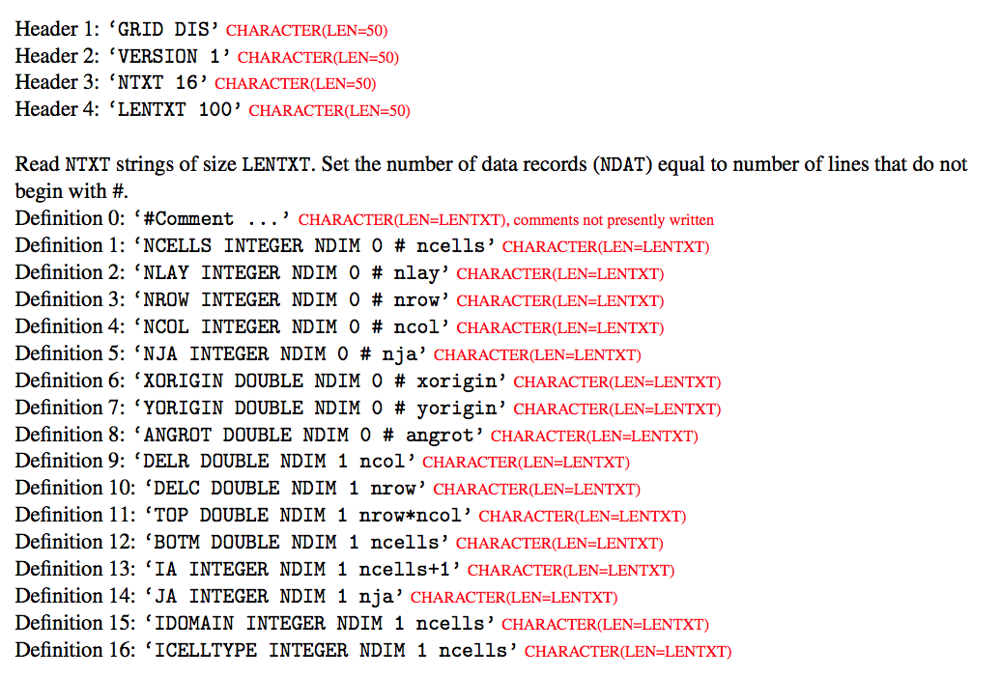 Header 1: ‘GRID DIS’ CHARACTER(LEN=50)
Header 2: ‘VERSION 1’ CHARACTER(LEN=50)
Header 3: ‘NTXT 16’ CHARACTER(LEN=50)
Header 4: ‘LENTXT 100’ CHARACTER(LEN=50)
Read NTXT strings of size LENTXT. Set the number of data records (NDAT) equal to number of lines that do not
begin with #.
Definition 0: ‘#Comment ...’ CHARACTER(LEN=LENTXT), comments not presently written
Definition 1: ‘NCELLS INTEGER NDIM 0 # ncells’ CHARACTER(LEN=LENTXT)
Definition 2: ‘NLAY INTEGER NDIM 0 # nlay’ CHARACTER(LEN=LENTXT)
Definition 3: ‘NROW INTEGER NDIM 0 # nrow’ CHARACTER(LEN=LENTXT)
Definition 4: ‘NCOL INTEGER NDIM 0 # ncol’ CHARACTER(LEN=LENTXT)
Definition 5: ‘NJA INTEGER NDIM 0 # nja’ CHARACTER(LEN=LENTXT)
Definition 6: ‘XORIGIN DOUBLE NDIM 0 # xorigin’ CHARACTER(LEN=LENTXT)
Definition 7: ‘YORIGIN DOUBLE NDIM 0 # yorigin’ CHARACTER(LEN=LENTXT)
Definition 8: ‘ANGROT DOUBLE NDIM 0 # angrot’ CHARACTER(LEN=LENTXT)
Definition 9: ‘DELR DOUBLE NDIM 1 ncol’ CHARACTER(LEN=LENTXT)
Definition 10: ‘DELC DOUBLE NDIM 1 nrow’ CHARACTER(LEN=LENTXT)
Definition 11: ‘TOP DOUBLE NDIM 1 nrow*ncol’ CHARACTER(LEN=LENTXT)
Definition 12: ‘BOTM DOUBLE NDIM 1 ncells’ CHARACTER(LEN=LENTXT)
Definition 13: ‘IA INTEGER NDIM 1 ncells+1’ CHARACTER(LEN=LENTXT)
Definition 14: ‘JA INTEGER NDIM 1 nja’ CHARACTER(LEN=LENTXT)
Definition 15: ‘IDOMAIN INTEGER NDIM 1 ncells’ CHARACTER(LEN=LENTXT)
Definition 16: ‘ICELLTYPE INTEGER NDIM 1 ncells’ CHARACTER(LEN=LENTXT)